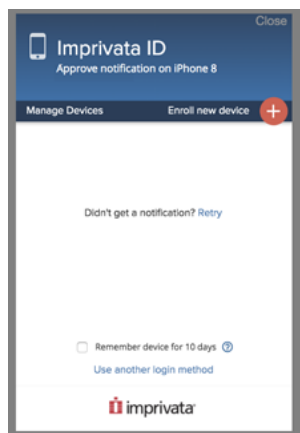 Close
Imprivata ID
Approve notification on iPhone 8
Manage Devices Enroll new device +
Didn't get a notification? Retry
Remember device for 10 days ?
Use another login method
imprivata